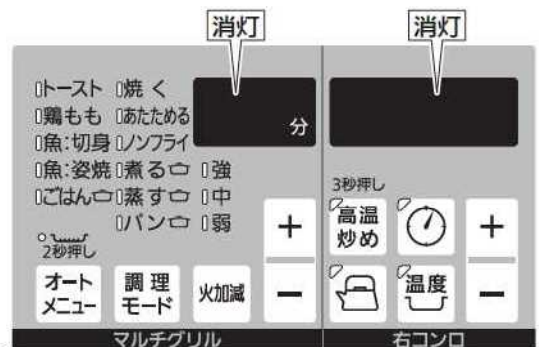 消灯
消灯
トースト 焼く
鶏もも あたためる
分
魚:切身 ノンフライ
魚:姿焼 煮る 強
ごはん 蒸す 中
パン 弱
2秒押し
オート
メニュー
調理
モード
火加減
+
−
マルチグリル
3秒押し
高温
炒め
温度
+
−
右コンロ